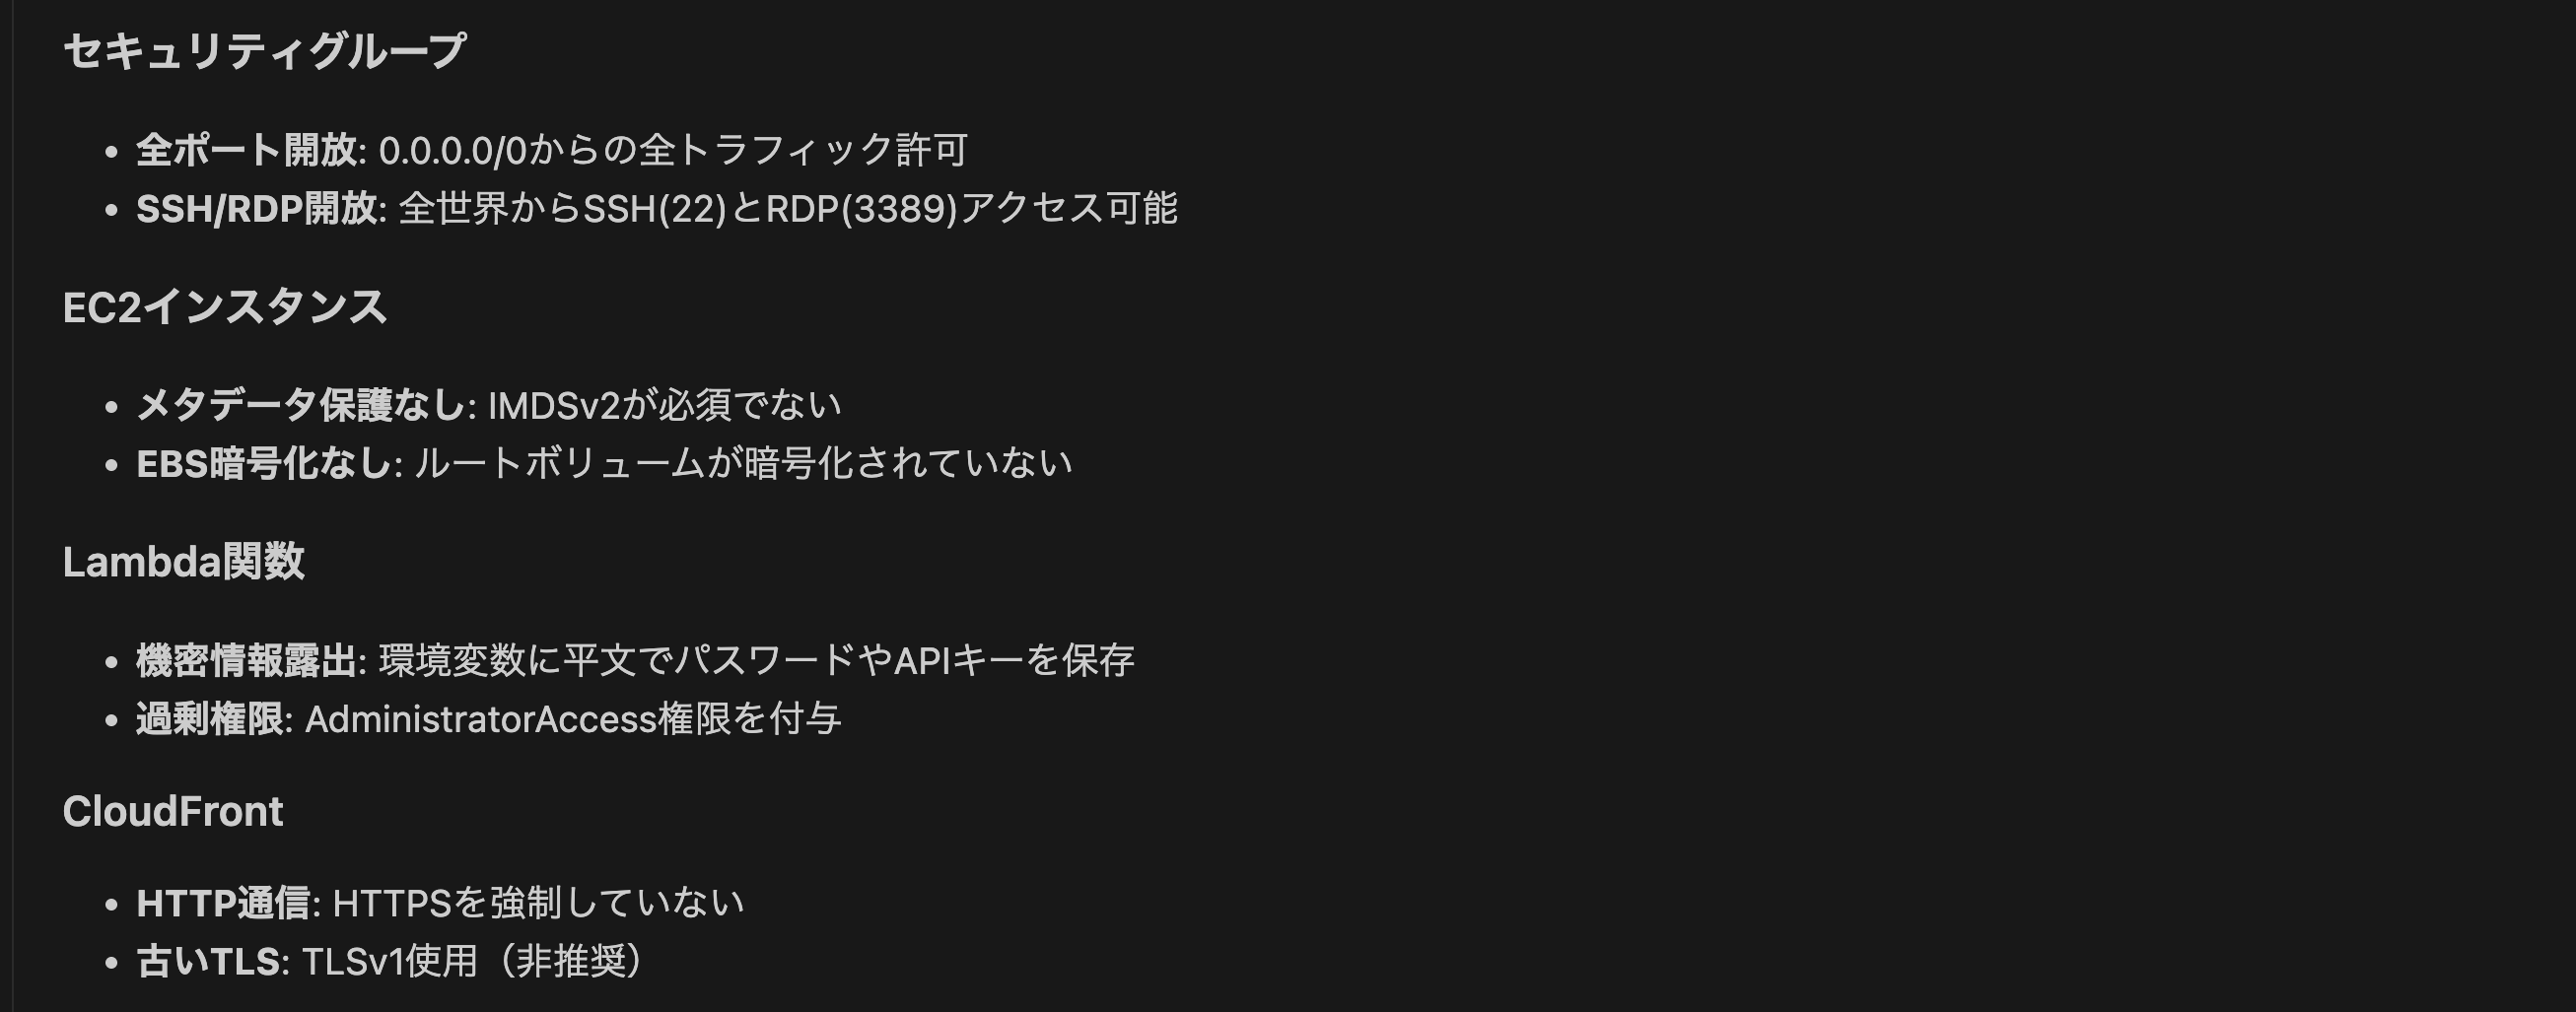 セキュリティグループ
• 全ポート開放: 0.0.0.0/0からの全トラフィック許可
• SSH/RDP開放: 全世界からSSH(22)とRDP(3389)アクセス可能
EC2インスタンス
• メタデータ保護なし: IMDSv2が必須でない
• EBS暗号化なし: ルートボリュームが暗号化されていない
Lambda関数
• 機密情報露出: 環境変数に平文でパスワードやAPIキーを保存
• 過剰権限: AdministratorAccess権限を付与
CloudFront
• HTTP通信: HTTPSを強制していない
• 古いTLS: TLSv1使用（非推奨）